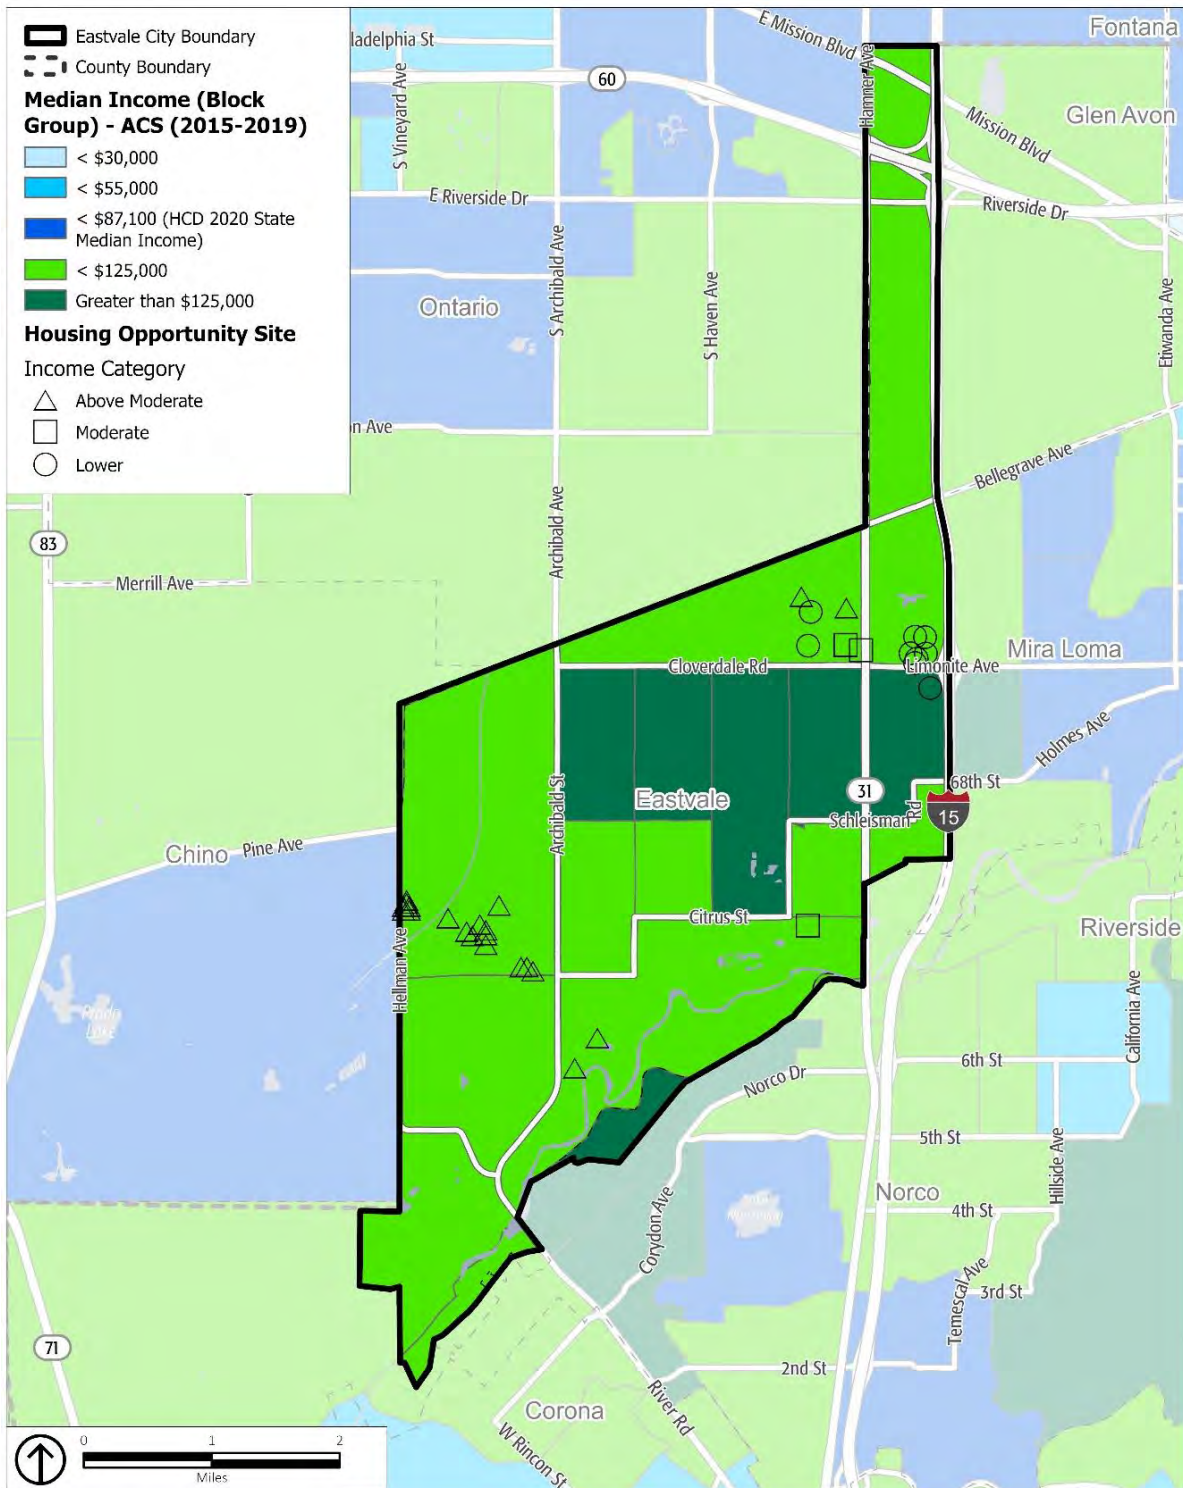 Eastvale City Boundary
County Boundary
Median Income (Block
Group) - ACS (2015-2019)
< $30,000
< $55,000
< $87,100 (HCD 2020 State
Median Income)
< $125,000
Greater than $125,000
Housing Opportunity Site
Income Category
Above Moderate
Moderate
Lower
ladelphia St
E Mission Blvd
Fontana
60
S Vineyard Ave
Hamner Ave
Glen Avon
Mission Blvd
E Riverside Dr
Riverside Dr
S Archibald Ave
S Haven Ave
Etiwanda Ave
Ontario
n Ave
Bellegrave Ave
Archibald Ave
83
Merrill Ave
Mira Loma
Cloverdale Rd
Limonite Ave
Holmes Ave
68th St
31
Eastvale
Archibald St
Schleisman
Rd
15
Chino
Pine Ave
Citrus St
Riverside
Hellman Ave
California Ave
Prado
Lake
6th St
Norco Dr
5th St
Hillside Ave
Norco
4th St
Corydon Ave
Temescal Ave
3rd St
71
2nd St
River Rd
Corona
W Rincon St
0 1 2
Miles